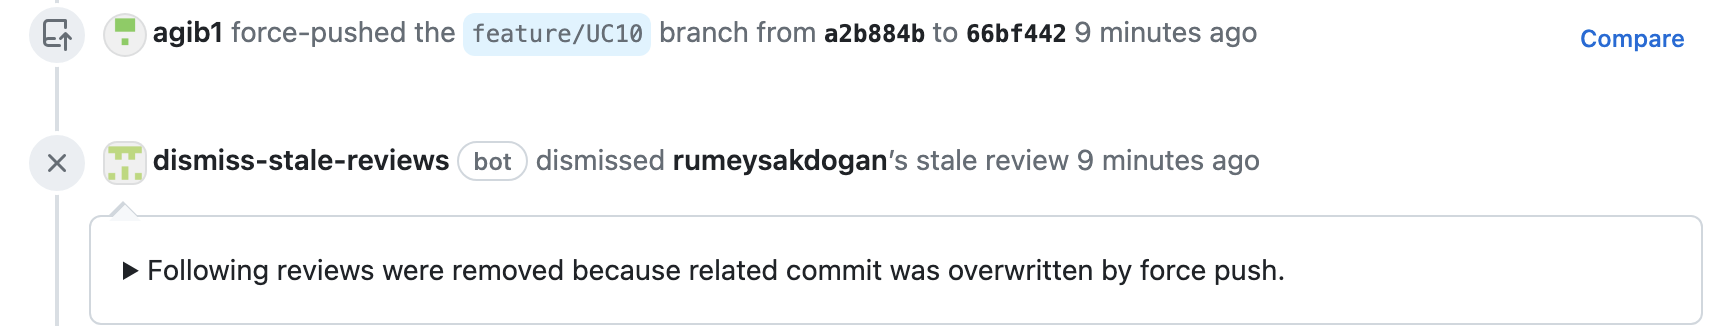 agib1 force-pushed the feature/UC10 branch from a2b884b to 66bf442 9 minutes ago Compare
dismiss-stale-reviews bot dismissed rumeysakdogan's stale review 9 minutes ago
Following reviews were removed because related commit was overwritten by force push.